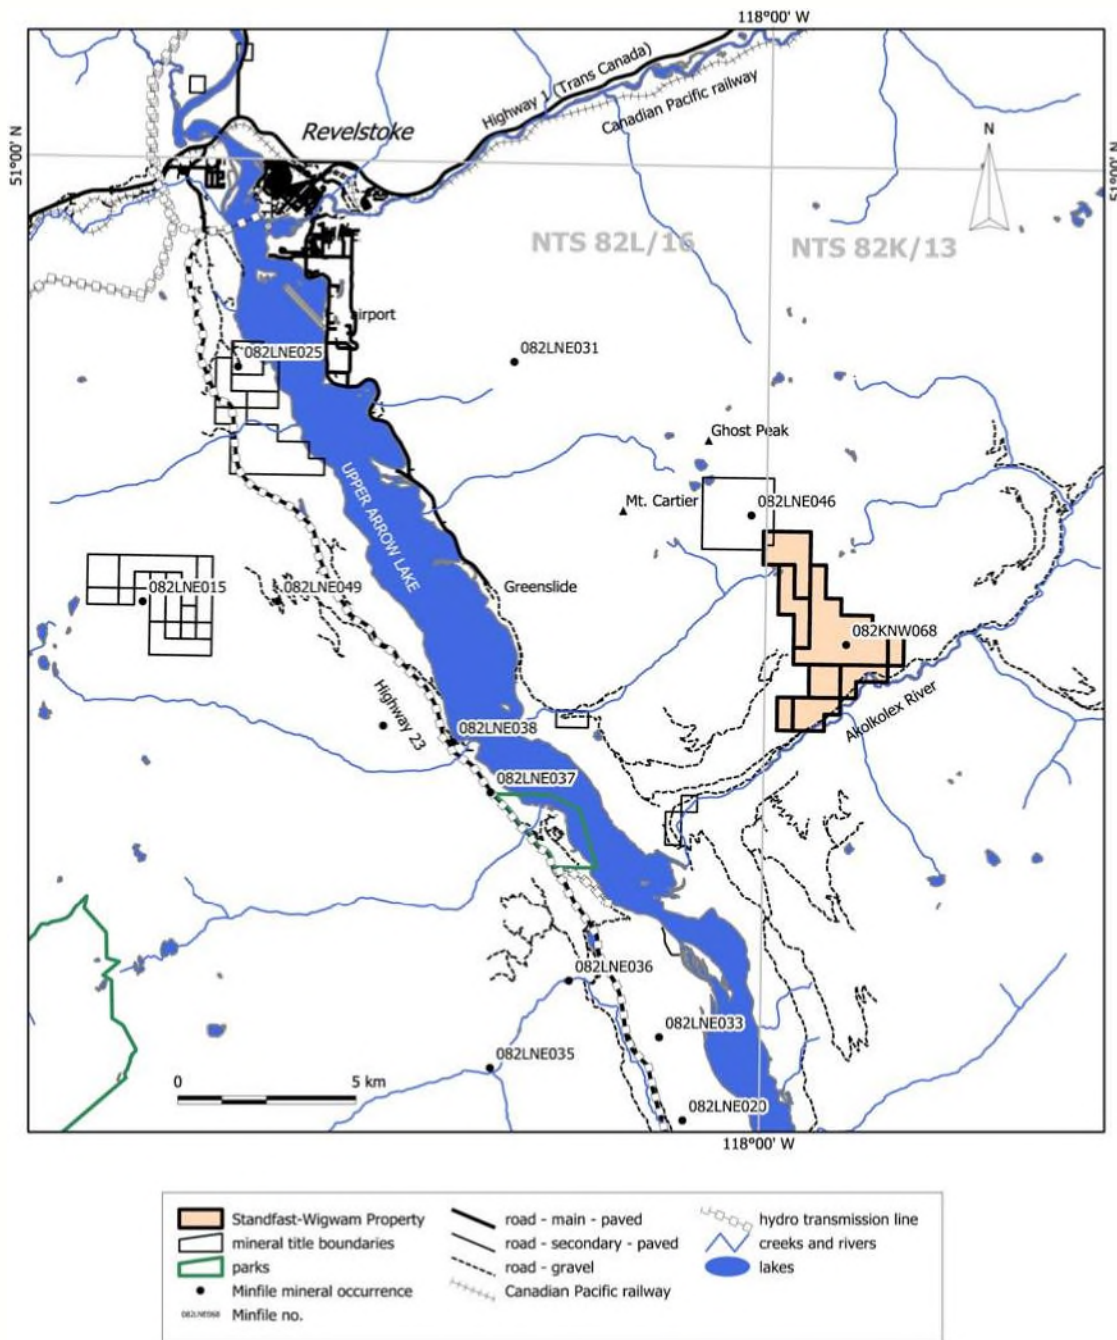 118°00' W
Highway 1 (Trans Canada)
Canadian Pacific railway
Revelstoke
51°00' N
51°00' N
N
NTS 82L/16
NTS 82K/13
airport
082LNE031
082LNE025
Ghost Peak
Mt. Cartier
082LNE046
UPPER ARROW LAKE
Greenslide
082LNE015
082LNE049
082KNW068
Highway 23
Akolkolex River
082LNE038
082LNE037
082LNE036
082LNE033
082LNE035
082LNE020
0
5 km
118°00' W
Standfast-Wigwam Property
mineral title boundaries
parks
Minfile mineral occurrence
082LNE068 Minfile no.
road - main - paved
road - secondary - paved
road - gravel
Canadian Pacific railway
hydro transmission line
creeks and rivers
lakes